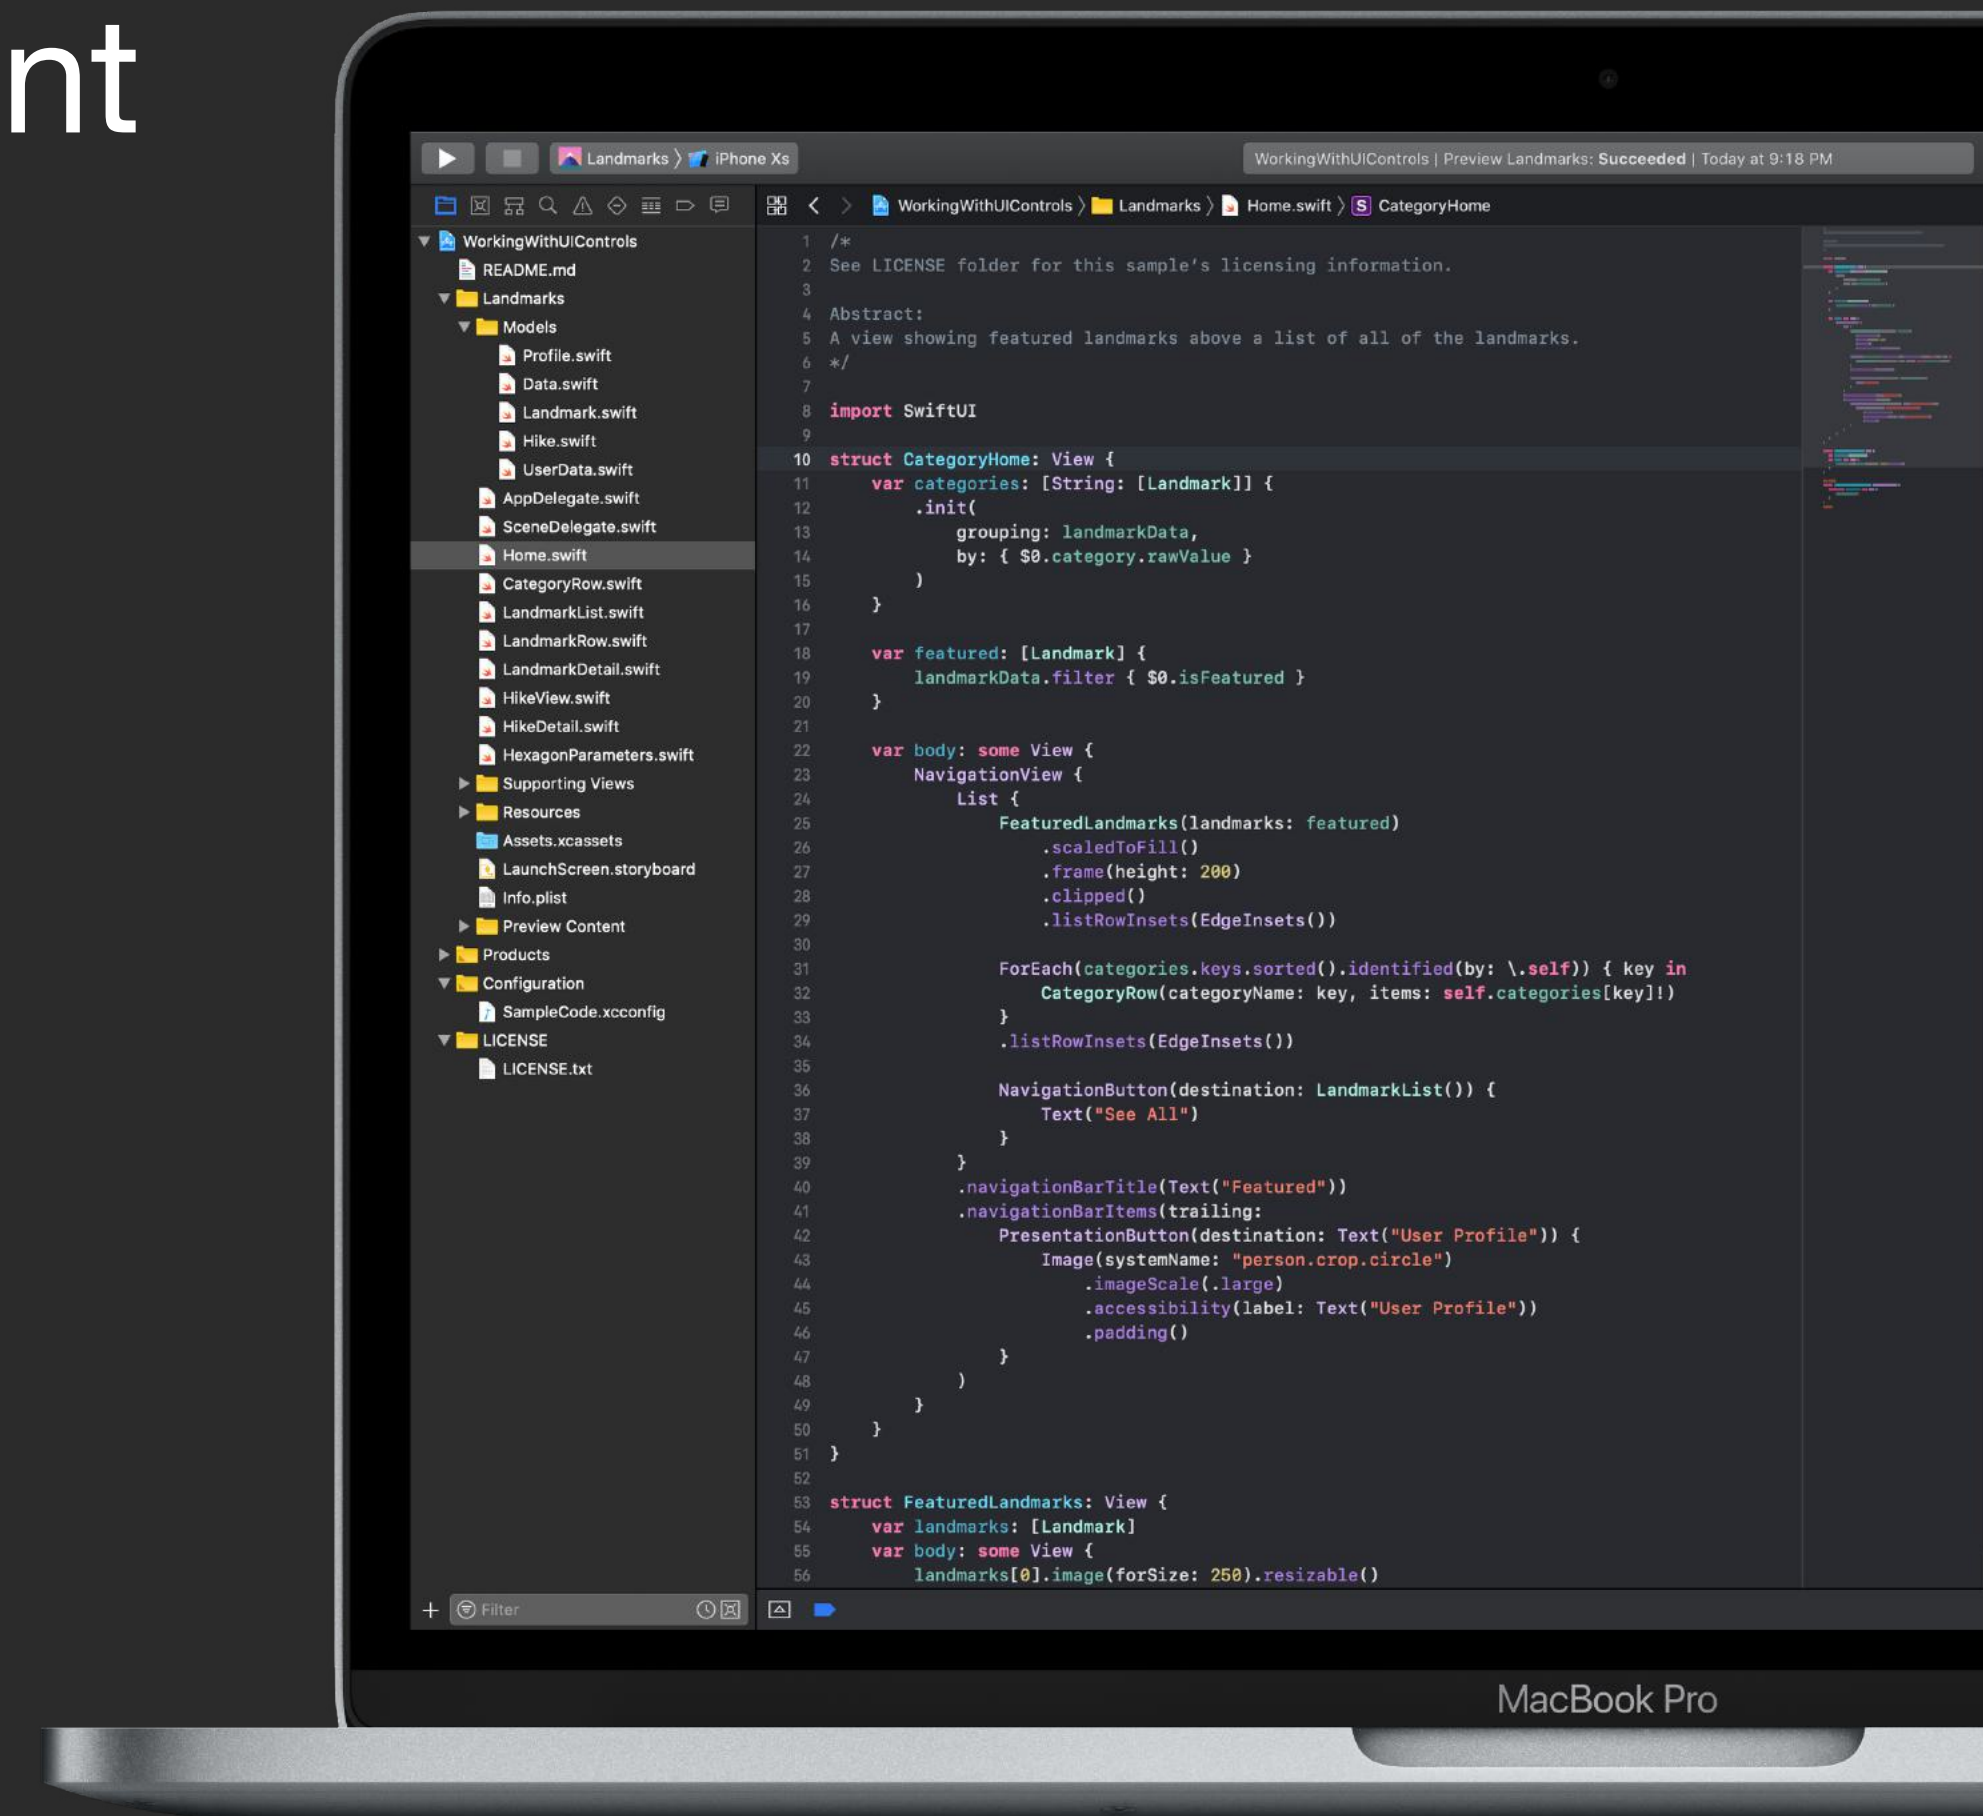 nt
Landmarks 〉 iPhone Xs
WorkingWithUIControls | Preview Landmarks: Succeeded | Today at 9:18 PM
WorkingWithUIControls 〉 Landmarks 〉 Home.swift 〉 S CategoryHome
WorkingWithUIControls
README.md
Landmarks
Models
Profile.swift
Data.swift
Landmark.swift
Hike.swift
UserData.swift
AppDelegate.swift
SceneDelegate.swift
Home.swift
CategoryRow.swift
LandmarkList.swift
LandmarkRow.swift
LandmarkDetail.swift
HikeView.swift
HikeDetail.swift
HexagonParameters.swift
Supporting Views
Resources
Assets.xcassets
LaunchScreen.storyboard
Info.plist
Preview Content
Products
Configuration
SampleCode.xcconfig
LICENSE
LICENSE.txt
Filter
1 /*
2 See LICENSE folder for this sample's licensing information.
3
4 Abstract:
5 A view showing featured landmarks above a list of all of the landmarks.
6 */
7
8 import SwiftUI
9
10 struct CategoryHome: View {
11     var categories: [String: [Landmark]] {
12         .init(
13             grouping: landmarkData,
14             by: { $0.category.rawValue }
15         )
16     }
17
18     var featured: [Landmark] {
19         landmarkData.filter { $0.isFeatured }
20     }
21
22     var body: some View {
23         NavigationView {
24             List {
25                 FeaturedLandmarks(landmarks: featured)
26                     .scaledToFill()
27                     .frame(height: 200)
28                     .clipped()
29                     .listRowInsets(EdgeInsets())
30
31                 ForEach(categories.keys.sorted().identified(by: \.self)) { key in
32                     CategoryRow(categoryName: key, items: self.categories[key]!)
33                 }
34                 .listRowInsets(EdgeInsets())
35
36                 NavigationButton(destination: LandmarkList()) {
37                     Text("See All")
38                 }
39             }
40             .navigationBarTitle(Text("Featured"))
41             .navigationBarItems(trailing:
42                 PresentationButton(destination: Text("User Profile")) {
43                     Image(systemName: "person.crop.circle")
44                         .imageScale(.large)
45                         .accessibility(label: Text("User Profile"))
46                         .padding()
47                 }
48             )
49         }
50     }
51 }
52
53 struct FeaturedLandmarks: View {
54     var landmarks: [Landmark]
55     var body: some View {
56         landmarks[0].image(forSize: 250).resizable()
MacBook Pro